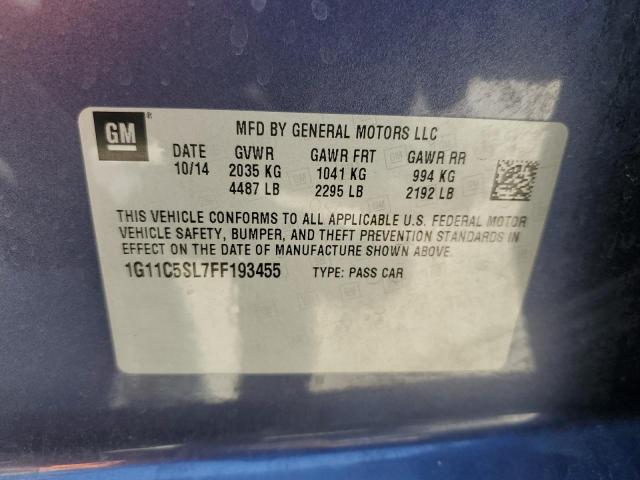 GM ®
MFD BY GENERAL MOTORS LLC
DATE GVWR GAWR FRT GAWR RR
10/14 2035 KG 1041 KG 994 KG
4487 LB 2295 LB 2192 LB
THIS VEHICLE CONFORMS TO ALL APPLICABLE U.S. FEDERAL MOTOR
VEHICLE SAFETY, BUMPER, AND THEFT PREVENTION STANDARDS IN
EFFECT ON THE DATE OF MANUFACTURE SHOWN ABOVE.
1G11C5SL7FF193455 TYPE: PASS CAR